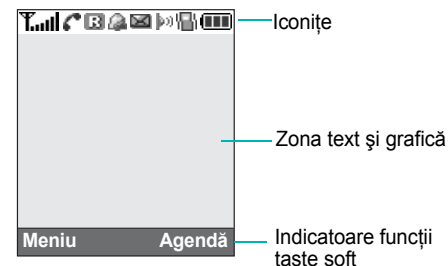 Iconițe
Zona text şi grafică
Meniu Agendă
Indicatoare funcții
taste soft